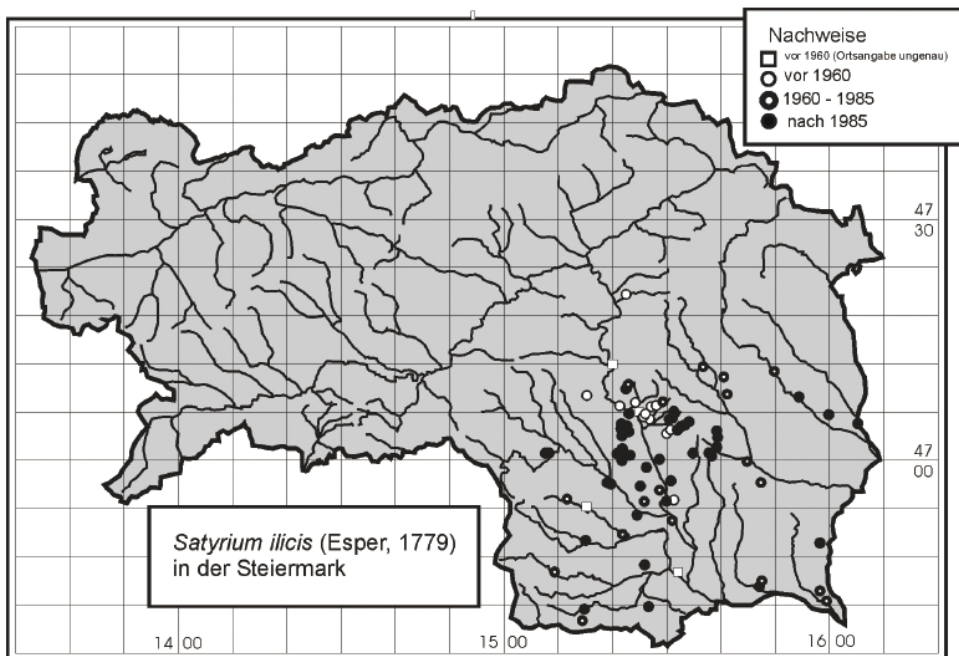 Nachweise
vor 1960 (Ortsangabe ungenau)
vor 1960
1960 - 1985
nach 1985
47
30
47
00
Satyrium ilicis (Esper, 1779)
in der Steiermark
14 00
15 00
16 00